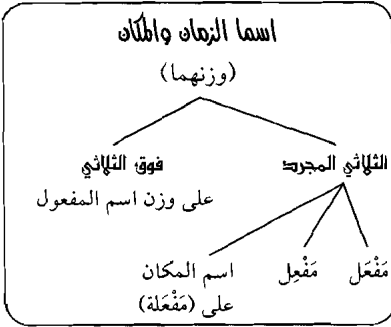 اسما الزمان والمكان
(وزنهما)
الثلاثي المجرد
فوق الثلاثي
على وزن اسم المفعول
مَفْعَل
مَفْعِل
اسم المكان
على (مَفْعَلة)